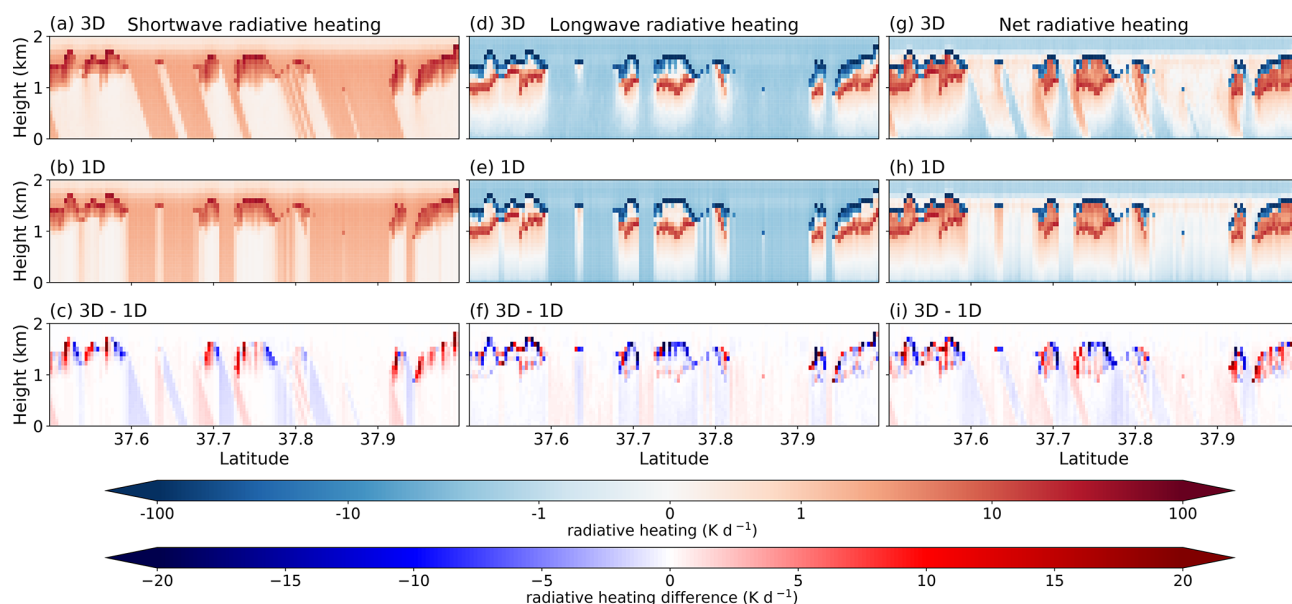 (a) 3D Shortwave radiative heating
(d) 3D Longwave radiative heating
(g) 3D Net radiative heating
Height (km)
2
1
0
(b) 1D
(e) 1D
(h) 1D
Height (km)
2
1
0
(c) 3D - 1D
(f) 3D - 1D
(i) 3D - 1D
Height (km)
2
1
0
37.6 37.7 37.8 37.9
37.6 37.7 37.8 37.9
37.6 37.7 37.8 37.9
Latitude
Latitude
Latitude
-100 -10 -1 0 1 10 100
radiative heating (K d⁻¹)
−20 −15 −10 −5 0 5 10 15 20
radiative heating difference (K d⁻¹)